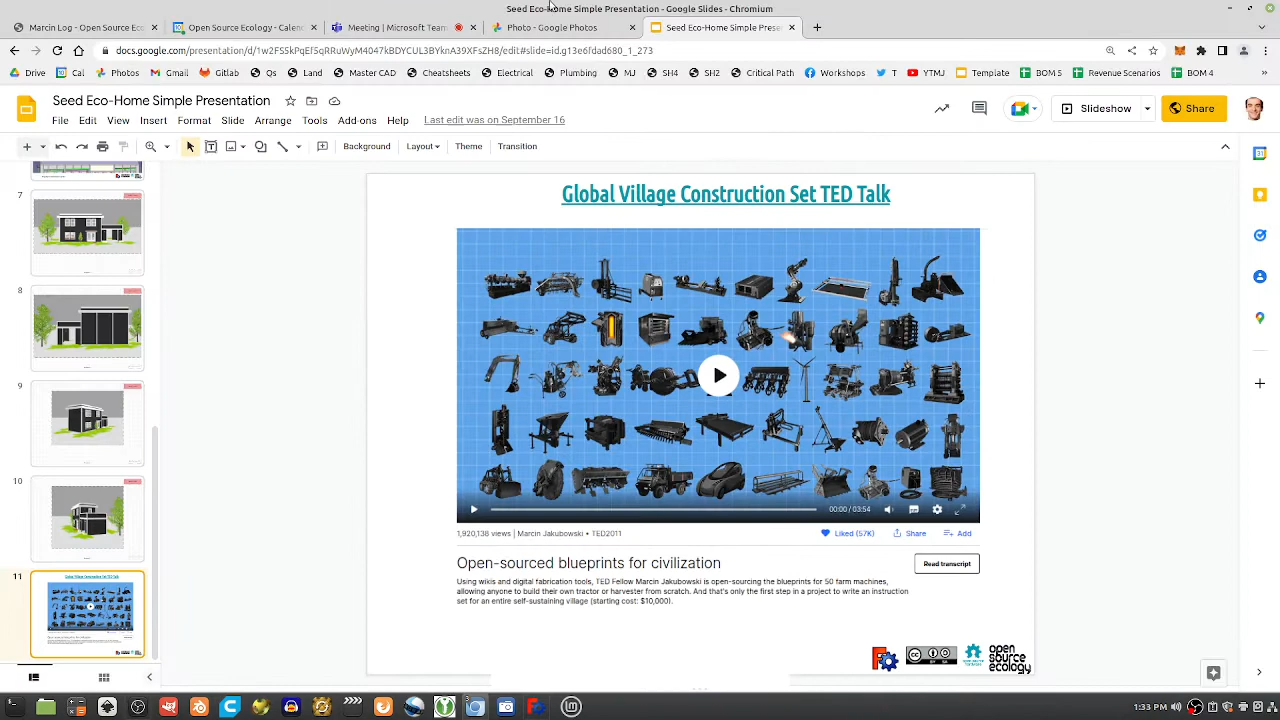 Seed Eco-Home Simple Presentation - Google Slides - Chromium
Marcin Log - Open Source Ec
Open Source Ecology - Calen
Meeting | Microsoft Tea
Photo - Google Photos
Seed Eco-Home Simple Pre
docs.google.com/presentation/d/1w2FS5kPqEf5qRRuWyM4047kBDYCUL3BYknA39XFsZH8/edit#slide=id.g13e6fdad680_1_273
Drive
Cal
Photos
Gmail
Gitlab
Log
Land
MasterCAD
Cheatsheets
Electrical
Plumbing
SH4
SH2
Critical Path
Workshops
T
YTMJ
Template
BOM 5
Revenue Scenarios
BOM 4
Seed Eco-Home Simple Presentation
Slideshow
Share
File Edit View Insert Format Slide Arrange Tools Add-ons Help
Last edit was on September 16
Background Layout Theme Transition
7
8
9
10
11
Global Village Construction Set TED Talk
00:00 / 03:54
1,920,138 views | Marcin Jakubowski • TED2011
Liked (57K)
Share
Add
Open-sourced blueprints for civilization
Read transcript
Using wikis and digital fabrication tools, TED Fellow Marcin Jakubowski is open-sourcing the blueprints for 50 farm machines,
allowing anyone to build their own tractor or harvester from scratch. And that's only the first step in a project to write an instruction
set for an entire self-sustaining village (starting cost: $10,000).
cc
BY SA
open
source
ecology
1:33 PM